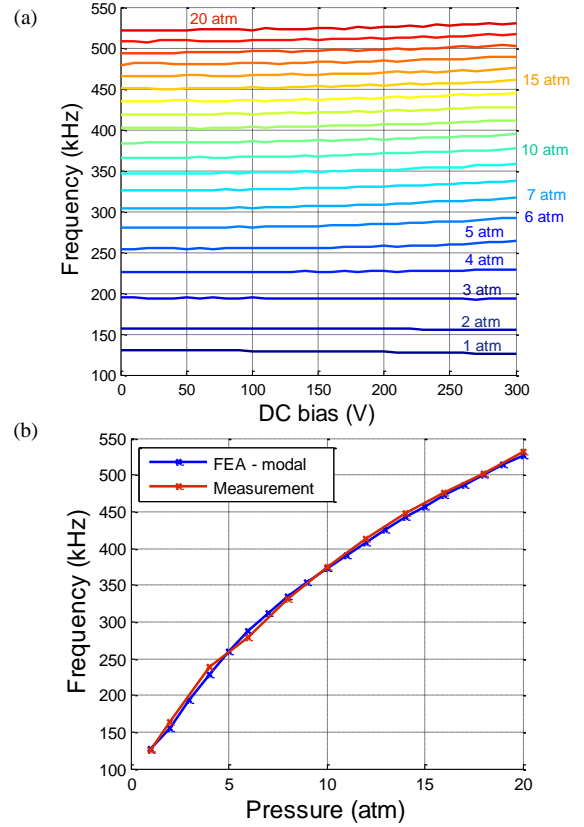 (a)
550
500
450
400
350
300
250
200
150
100
Frequency (kHz)
20 atm
15 atm
10 atm
7 atm
6 atm
5 atm
4 atm
3 atm
2 atm
1 atm
0
50
100
150
200
250
300
DC bias (V)
(b)
550
500
450
400
350
300
250
200
150
100
Frequency (kHz)
FEA - modal
Measurement
0
5
10
15
20
Pressure (atm)